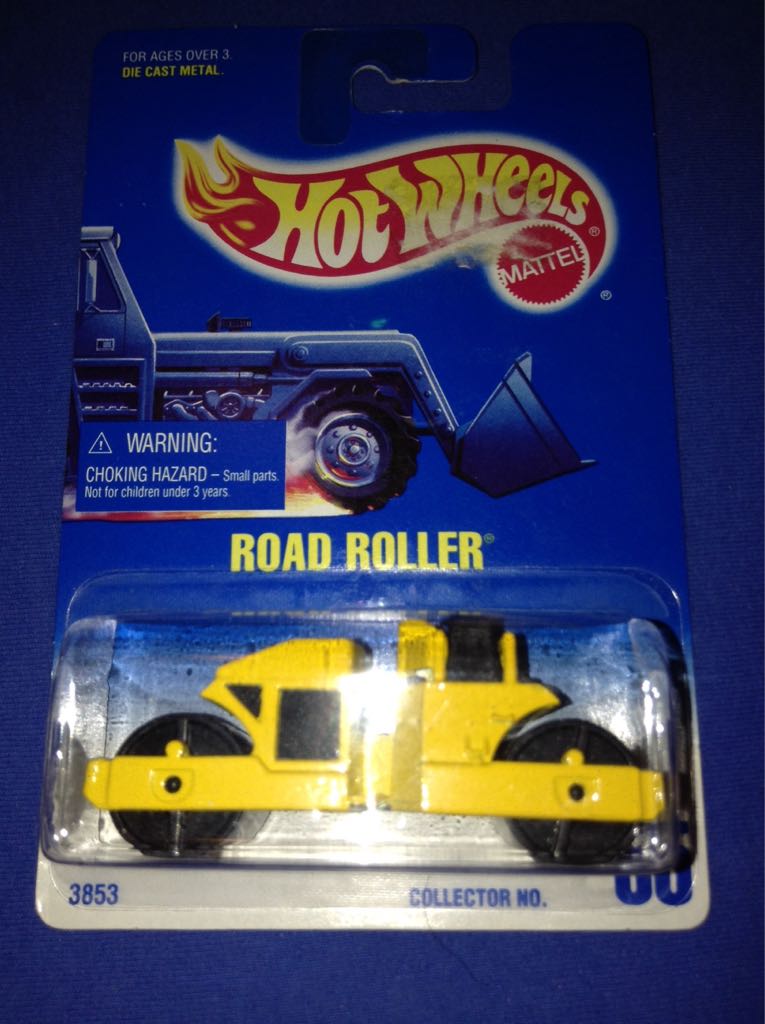 FOR AGES OVER 3.
DIE CAST METAL.
HOT WHEELS®
MATTEL
®
⚠ WARNING:
CHOKING HAZARD – Small parts.
Not for children under 3 years.
ROAD ROLLER®
3853
COLLECTOR NO.